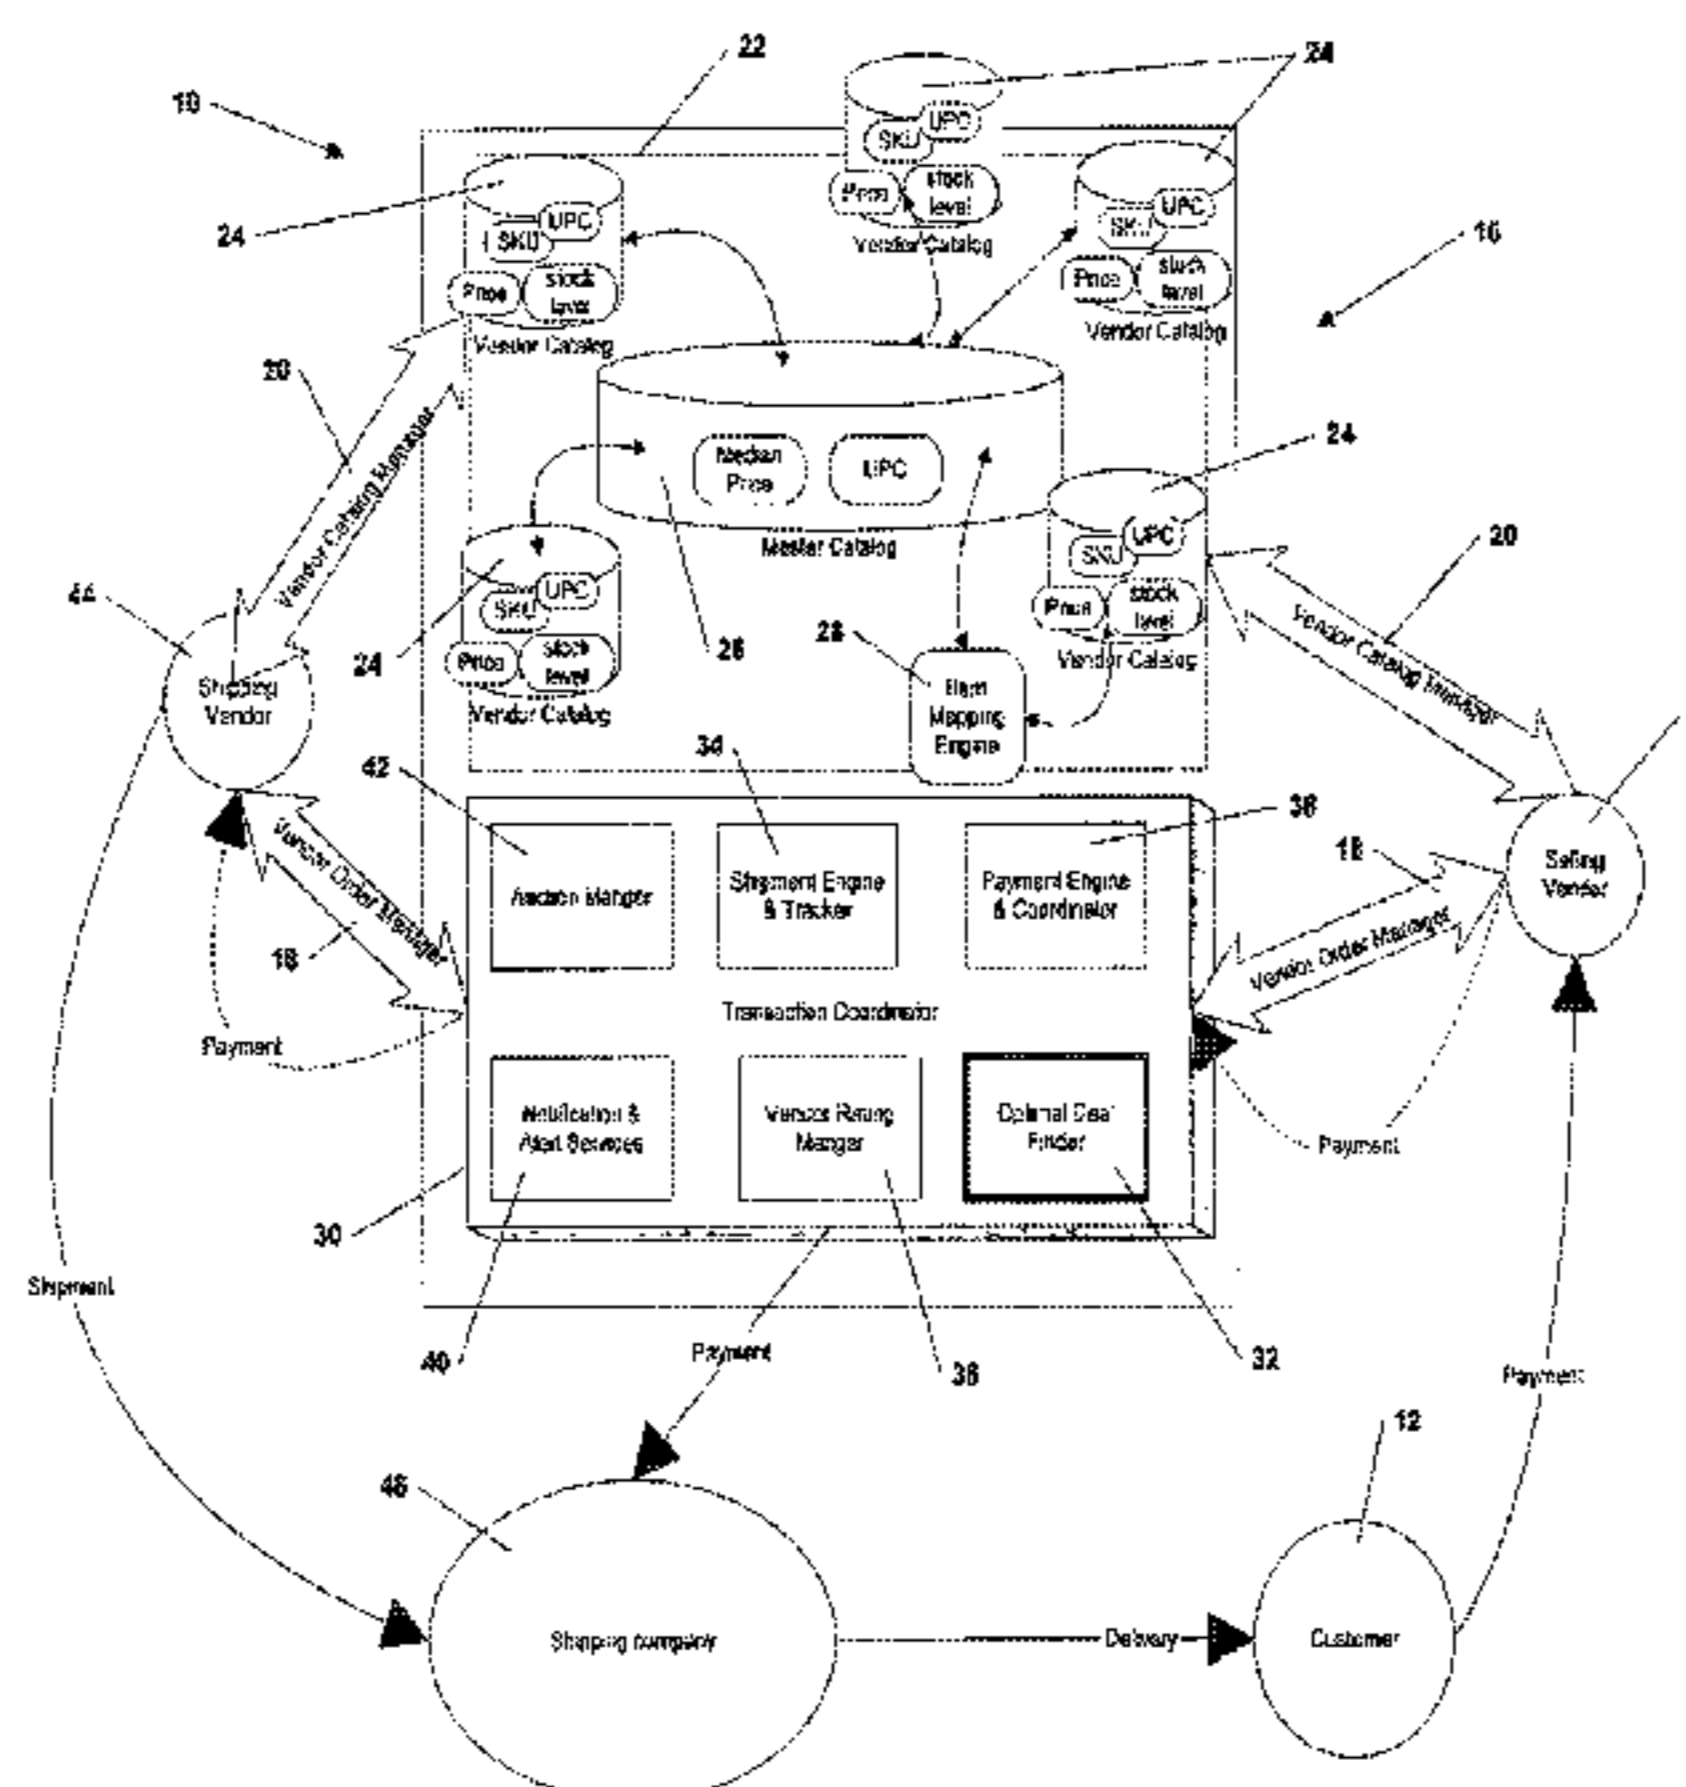 22
24
10
UPC
SKU
Price
stock
level
Vendor Catalog
24
UPC
SKU
Price
stock
level
Vendor Catalog
UPC
SKU
Price
stock
level
Vendor Catalog
16
20
Vendor Catalog Manager
Median
Price
UPC
Master Catalog
24
UPC
SKU
Price
stock
level
Vendor Catalog
20
Vendor Catalog Manager
44
Shipping
Vendor
24
UPC
SKU
Price
stock
level
Vendor Catalog
26
28
Item
Mapping
Engine
42
34
36
18
Selling
Vendor
Vendor Order Manager
18
Auction Manger
Shipment Engine
& Tracker
Payment Engine
& Coordinator
Vendor Order Manager
Transaction Coordinator
Payment
Notification &
Alert Services
Vendor Rating
Manger
Optimal Deal
Finder
Payment
30
Shipment
40
Payment
38
32
Payment
12
46
Shipping company
Delivery
Customer